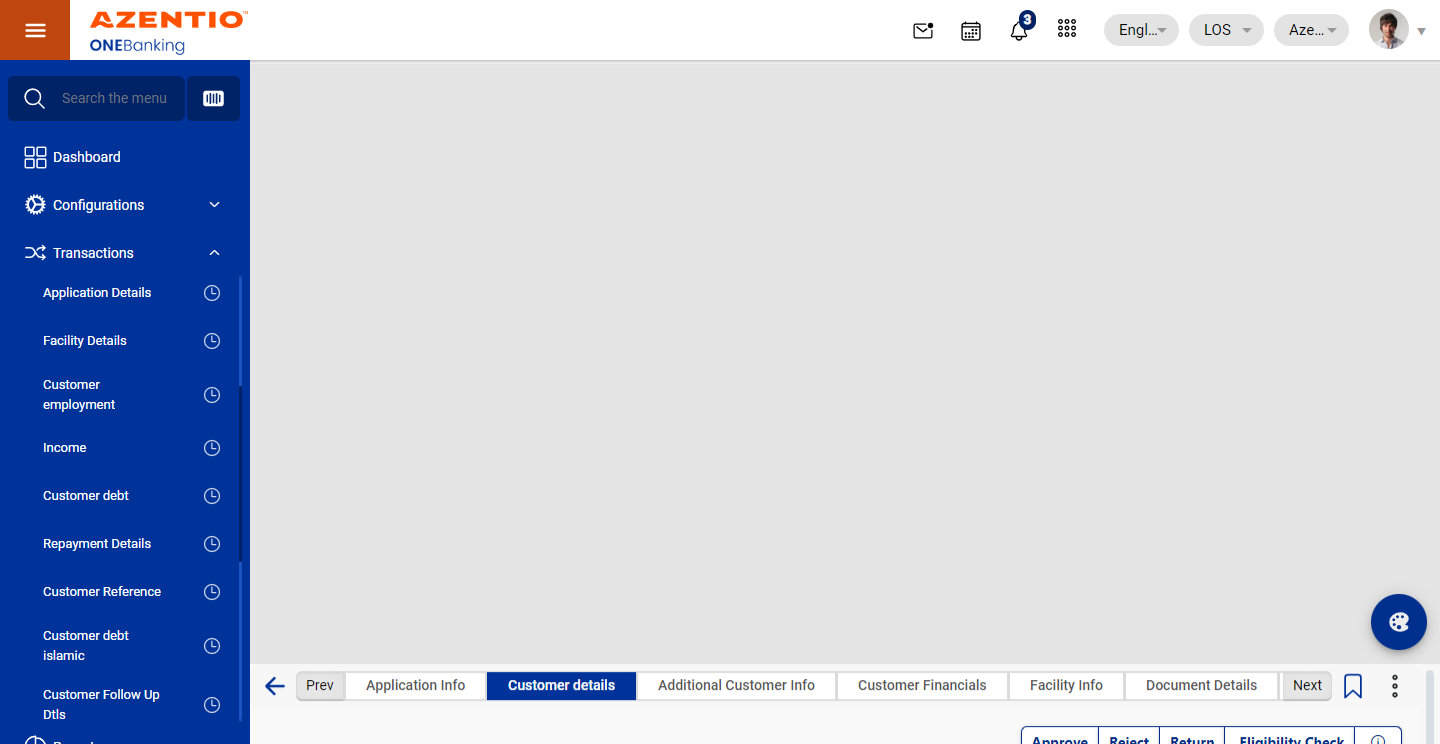 AZENTIO™
ONEBanking
3
Engl...
LOS
Aze...
Search the menu
Dashboard
Configurations
Transactions
Application Details
Facility Details
Customer
employment
Income
Customer debt
Repayment Details
Customer Reference
Customer debt
islamic
Customer Follow Up
Dtls
Prev
Application Info
Customer details
Additional Customer Info
Customer Financials
Facility Info
Document Details
Next
Approve
Reject
Return
Eligibility Check